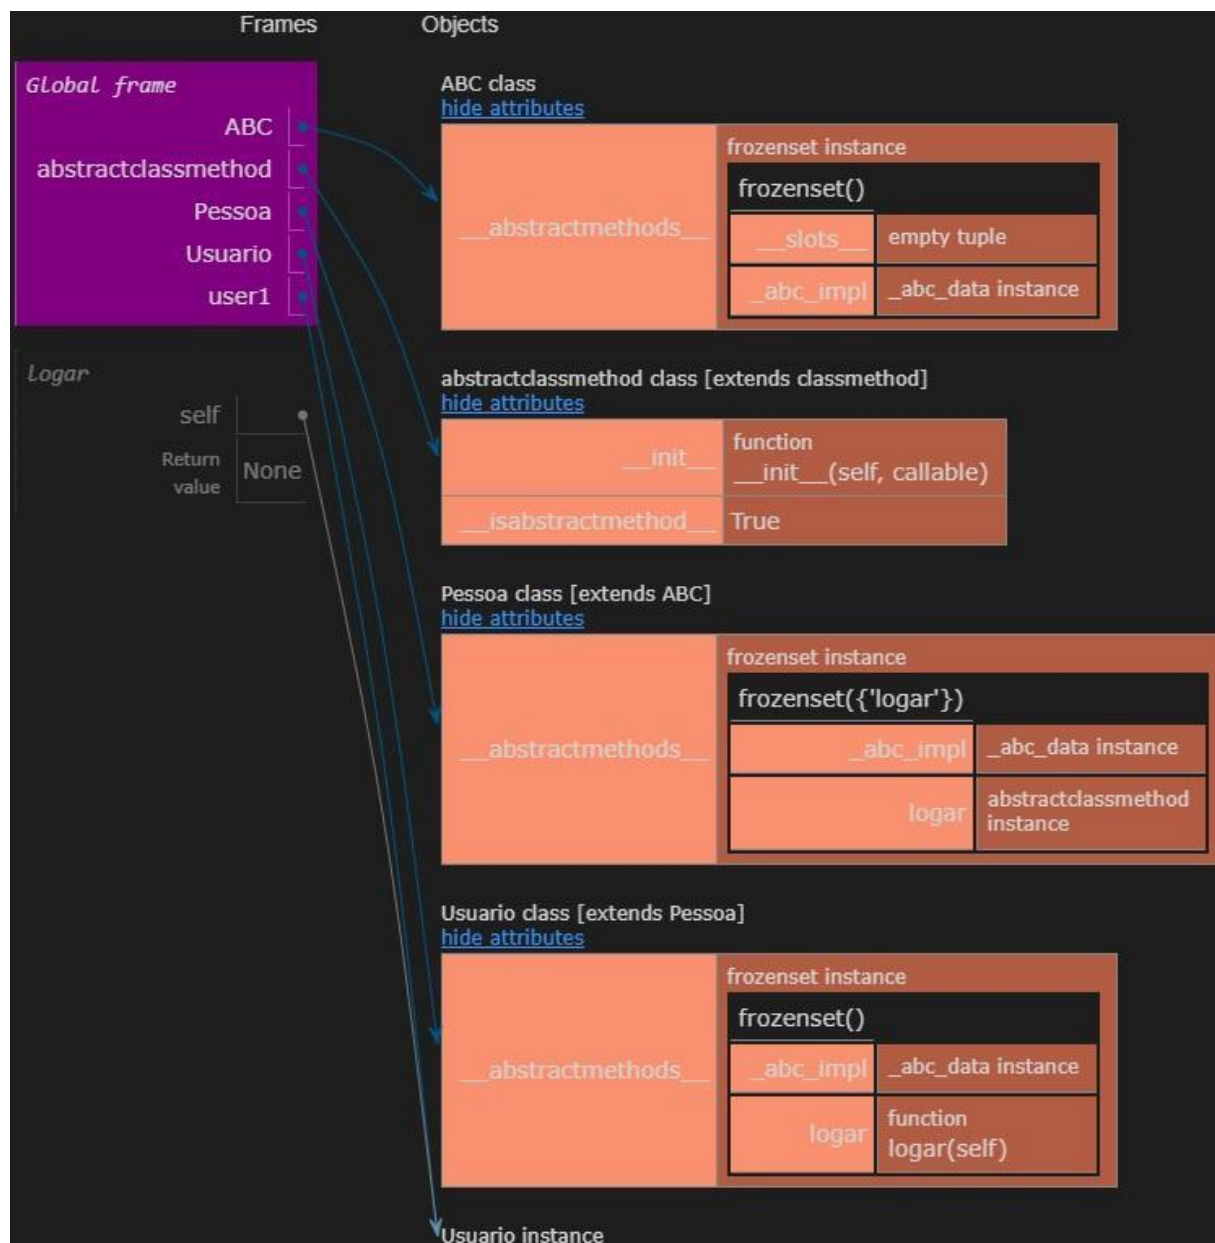 Frames Objects
Global frame
ABC
abstractclassmethod
Pessoa
Usuario
user1
logar
self
Return
value
None
ABC class
hide attributes
__abstractmethods__
frozenset instance
frozenset()
__slots__ empty tuple
_abc_impl _abc_data instance
abstractclassmethod class [extends classmethod]
hide attributes
__init__
function
__init__(self, callable)
__isabstractmethod__ True
Pessoa class [extends ABC]
hide attributes
__abstractmethods__
frozenset instance
frozenset({'logar'})
_abc_impl _abc_data instance
logar
abstractclassmethod
instance
Usuario class [extends Pessoa]
hide attributes
__abstractmethods__
frozenset instance
frozenset()
_abc_impl _abc_data instance
logar
function
logar(self)
Usuario instance